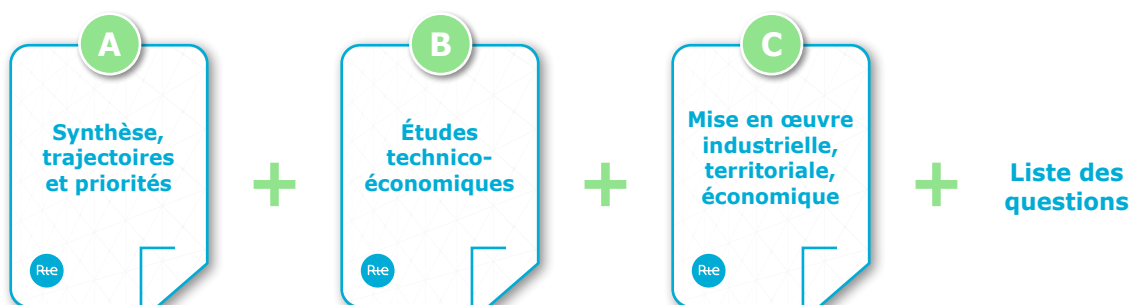 A
Synthèse,
trajectoires
et priorités
Rte
+
B
Études
technico-
économiques
Rte
+
C
Mise en œuvre
industrielle,
territoriale,
économique
Rte
+
Liste des
questions